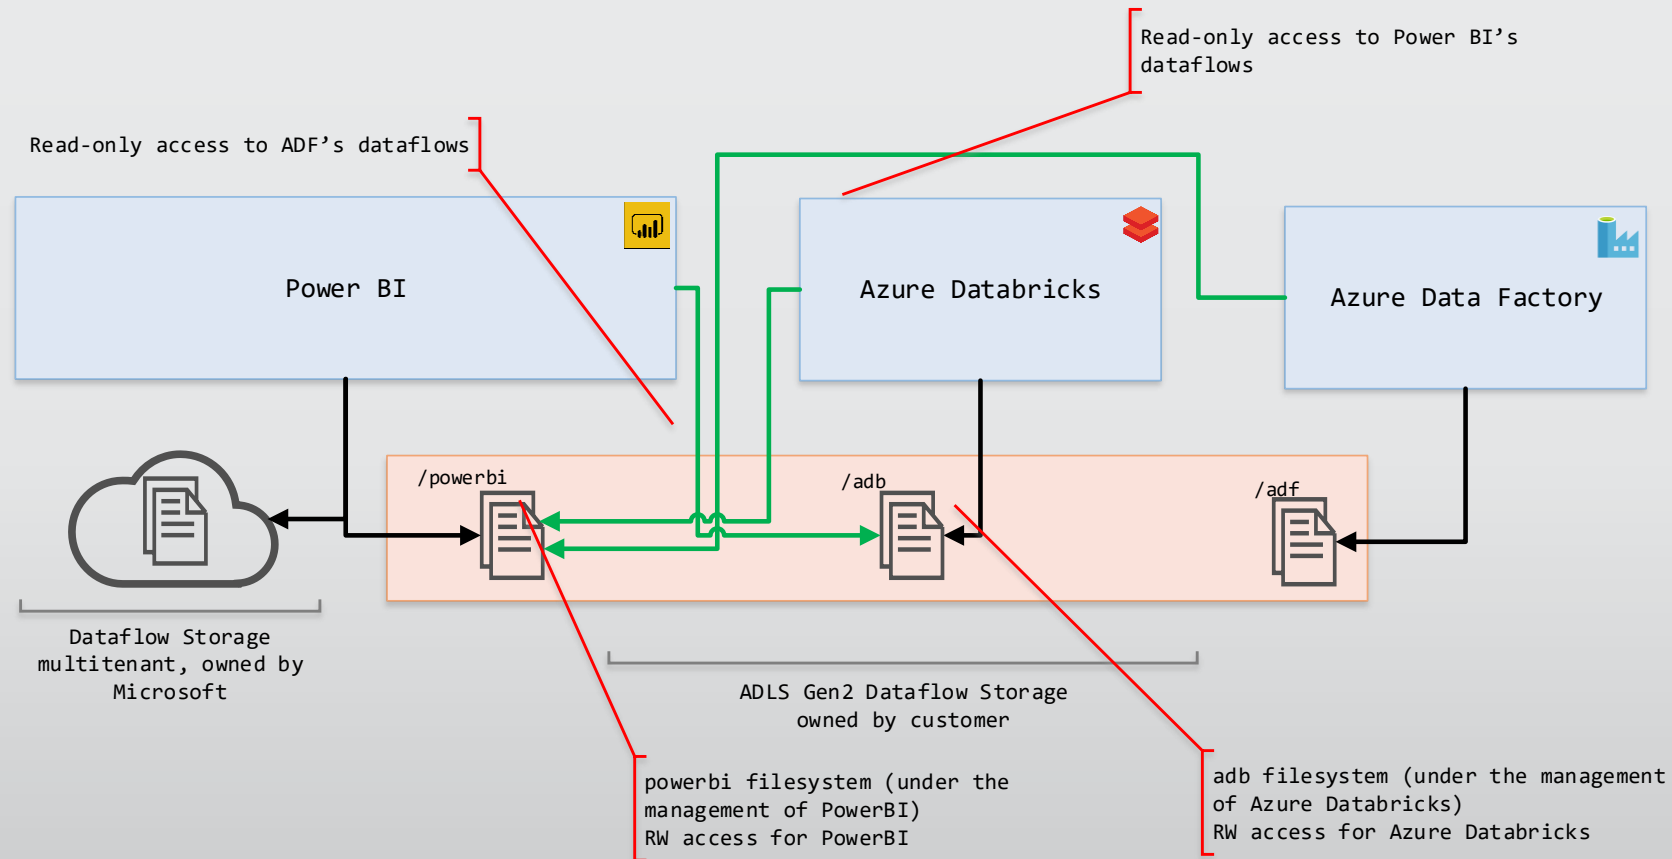 Read-only access to Power BI’s
dataflows
Read-only access to ADF’s dataflows
Power BI
Azure Databricks
Azure Data Factory
/powerbi
/adb
/adf
Dataflow Storage
multitenant, owned by
Microsoft
ADLS Gen2 Dataflow Storage
owned by customer
powerbi filesystem (under the
management of PowerBI)
RW access for PowerBI
adb filesystem (under the management
of Azure Databricks)
RW access for Azure Databricks